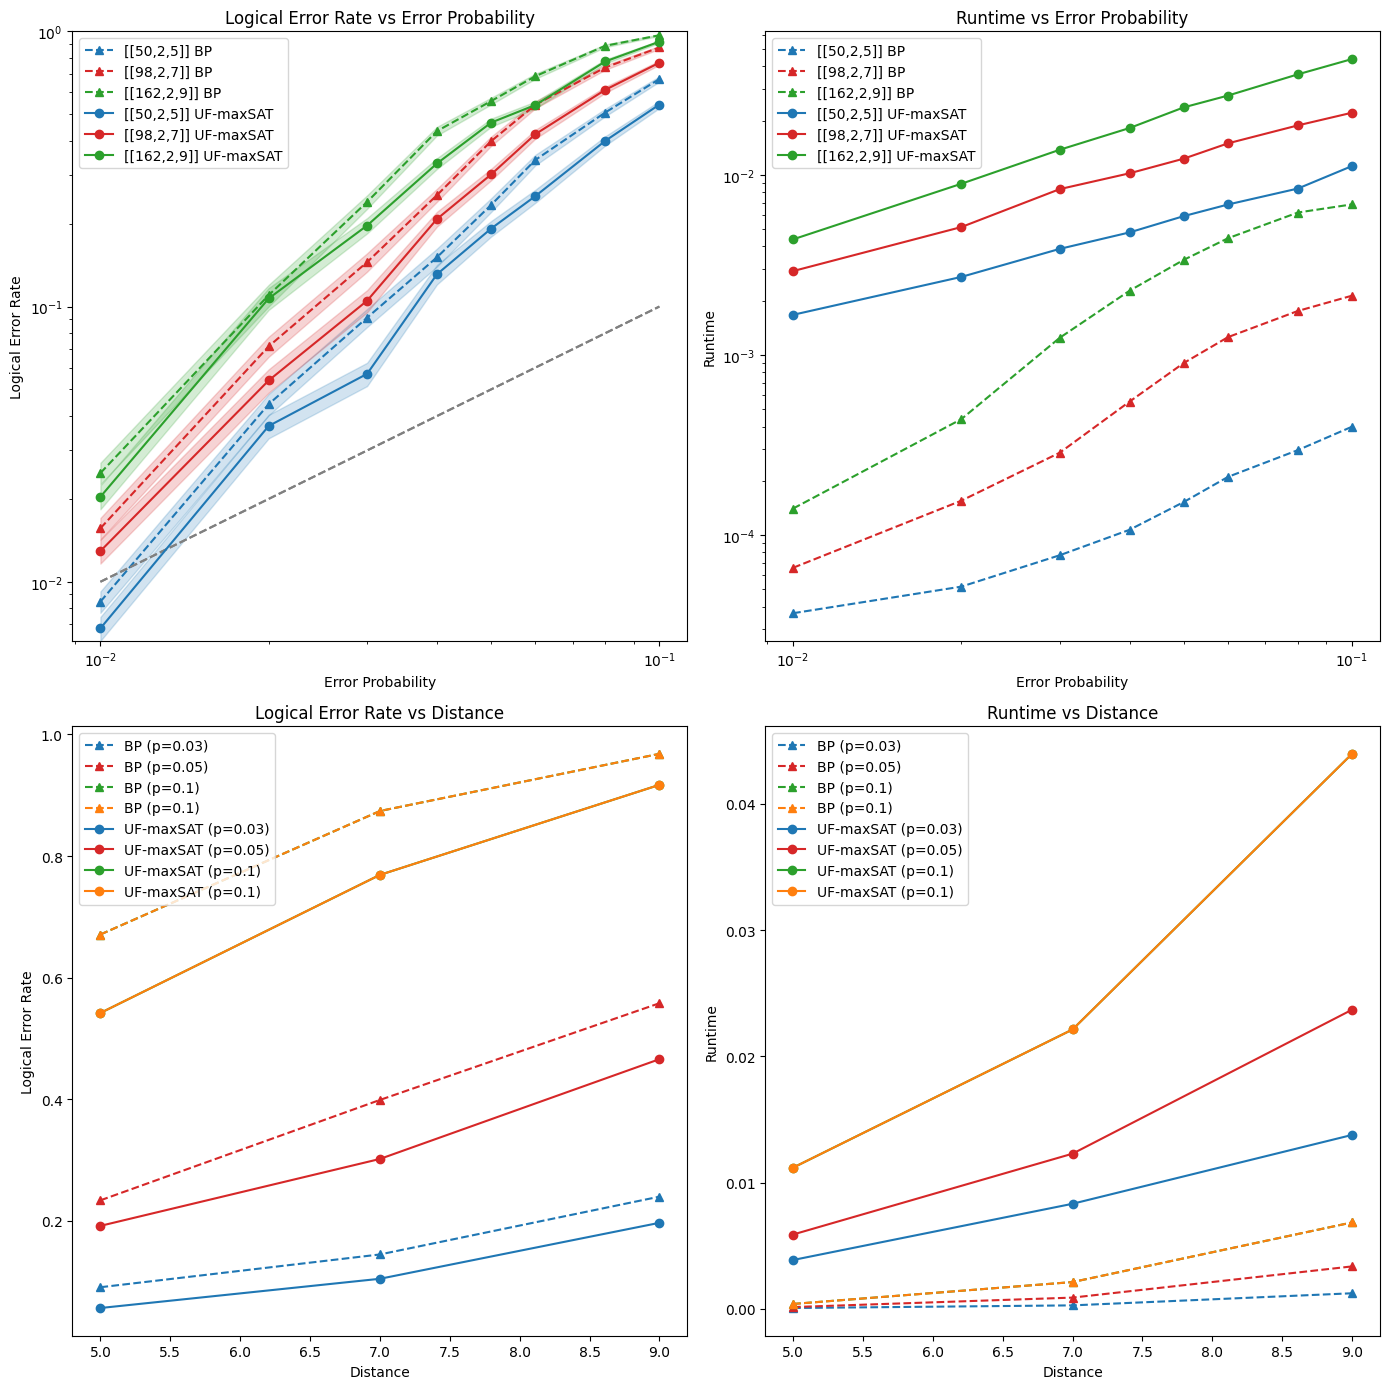 Logical Error Rate vs Error Probability
10⁰
10⁻¹
10⁻²
Logical Error Rate
[[50,2,5]] BP
[[98,2,7]] BP
[[162,2,9]] BP
[[50,2,5]] UF-maxSAT
[[98,2,7]] UF-maxSAT
[[162,2,9]] UF-maxSAT
10⁻² 10⁻¹
Error Probability
Runtime vs Error Probability
10⁻²
10⁻³
10⁻⁴
Runtime
[[50,2,5]] BP
[[98,2,7]] BP
[[162,2,9]] BP
[[50,2,5]] UF-maxSAT
[[98,2,7]] UF-maxSAT
[[162,2,9]] UF-maxSAT
10⁻² 10⁻¹
Error Probability
Logical Error Rate vs Distance
1.0
0.8
0.6
0.4
0.2
Logical Error Rate
BP (p=0.03)
BP (p=0.05)
BP (p=0.1)
BP (p=0.1)
UF-maxSAT (p=0.03)
UF-maxSAT (p=0.05)
UF-maxSAT (p=0.1)
UF-maxSAT (p=0.1)
5.0 5.5 6.0 6.5 7.0 7.5 8.0 8.5 9.0
Distance
Runtime vs Distance
0.04
0.03
0.02
0.01
0.00
Runtime
BP (p=0.03)
BP (p=0.05)
BP (p=0.1)
BP (p=0.1)
UF-maxSAT (p=0.03)
UF-maxSAT (p=0.05)
UF-maxSAT (p=0.1)
UF-maxSAT (p=0.1)
5.0 5.5 6.0 6.5 7.0 7.5 8.0 8.5 9.0
Distance